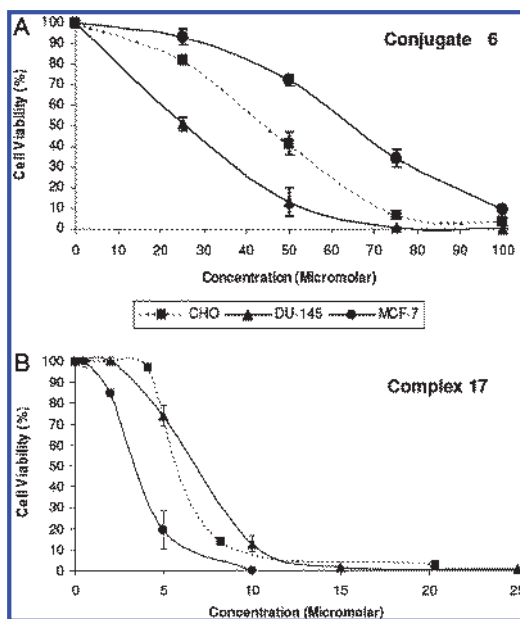 A
Conjugate 6
Cell Viability (%)
100
90
80
70
60
50
40
30
20
10
0
0 10 20 30 40 50 60 70 80 90 100
Concentration (Micromolar)
CHO DU-145 MCF-7
B
Complex 17
Cell Viability (%)
100
90
80
70
60
50
40
30
20
10
0
0 5 10 15 20 25
Concentration (Micromolar)